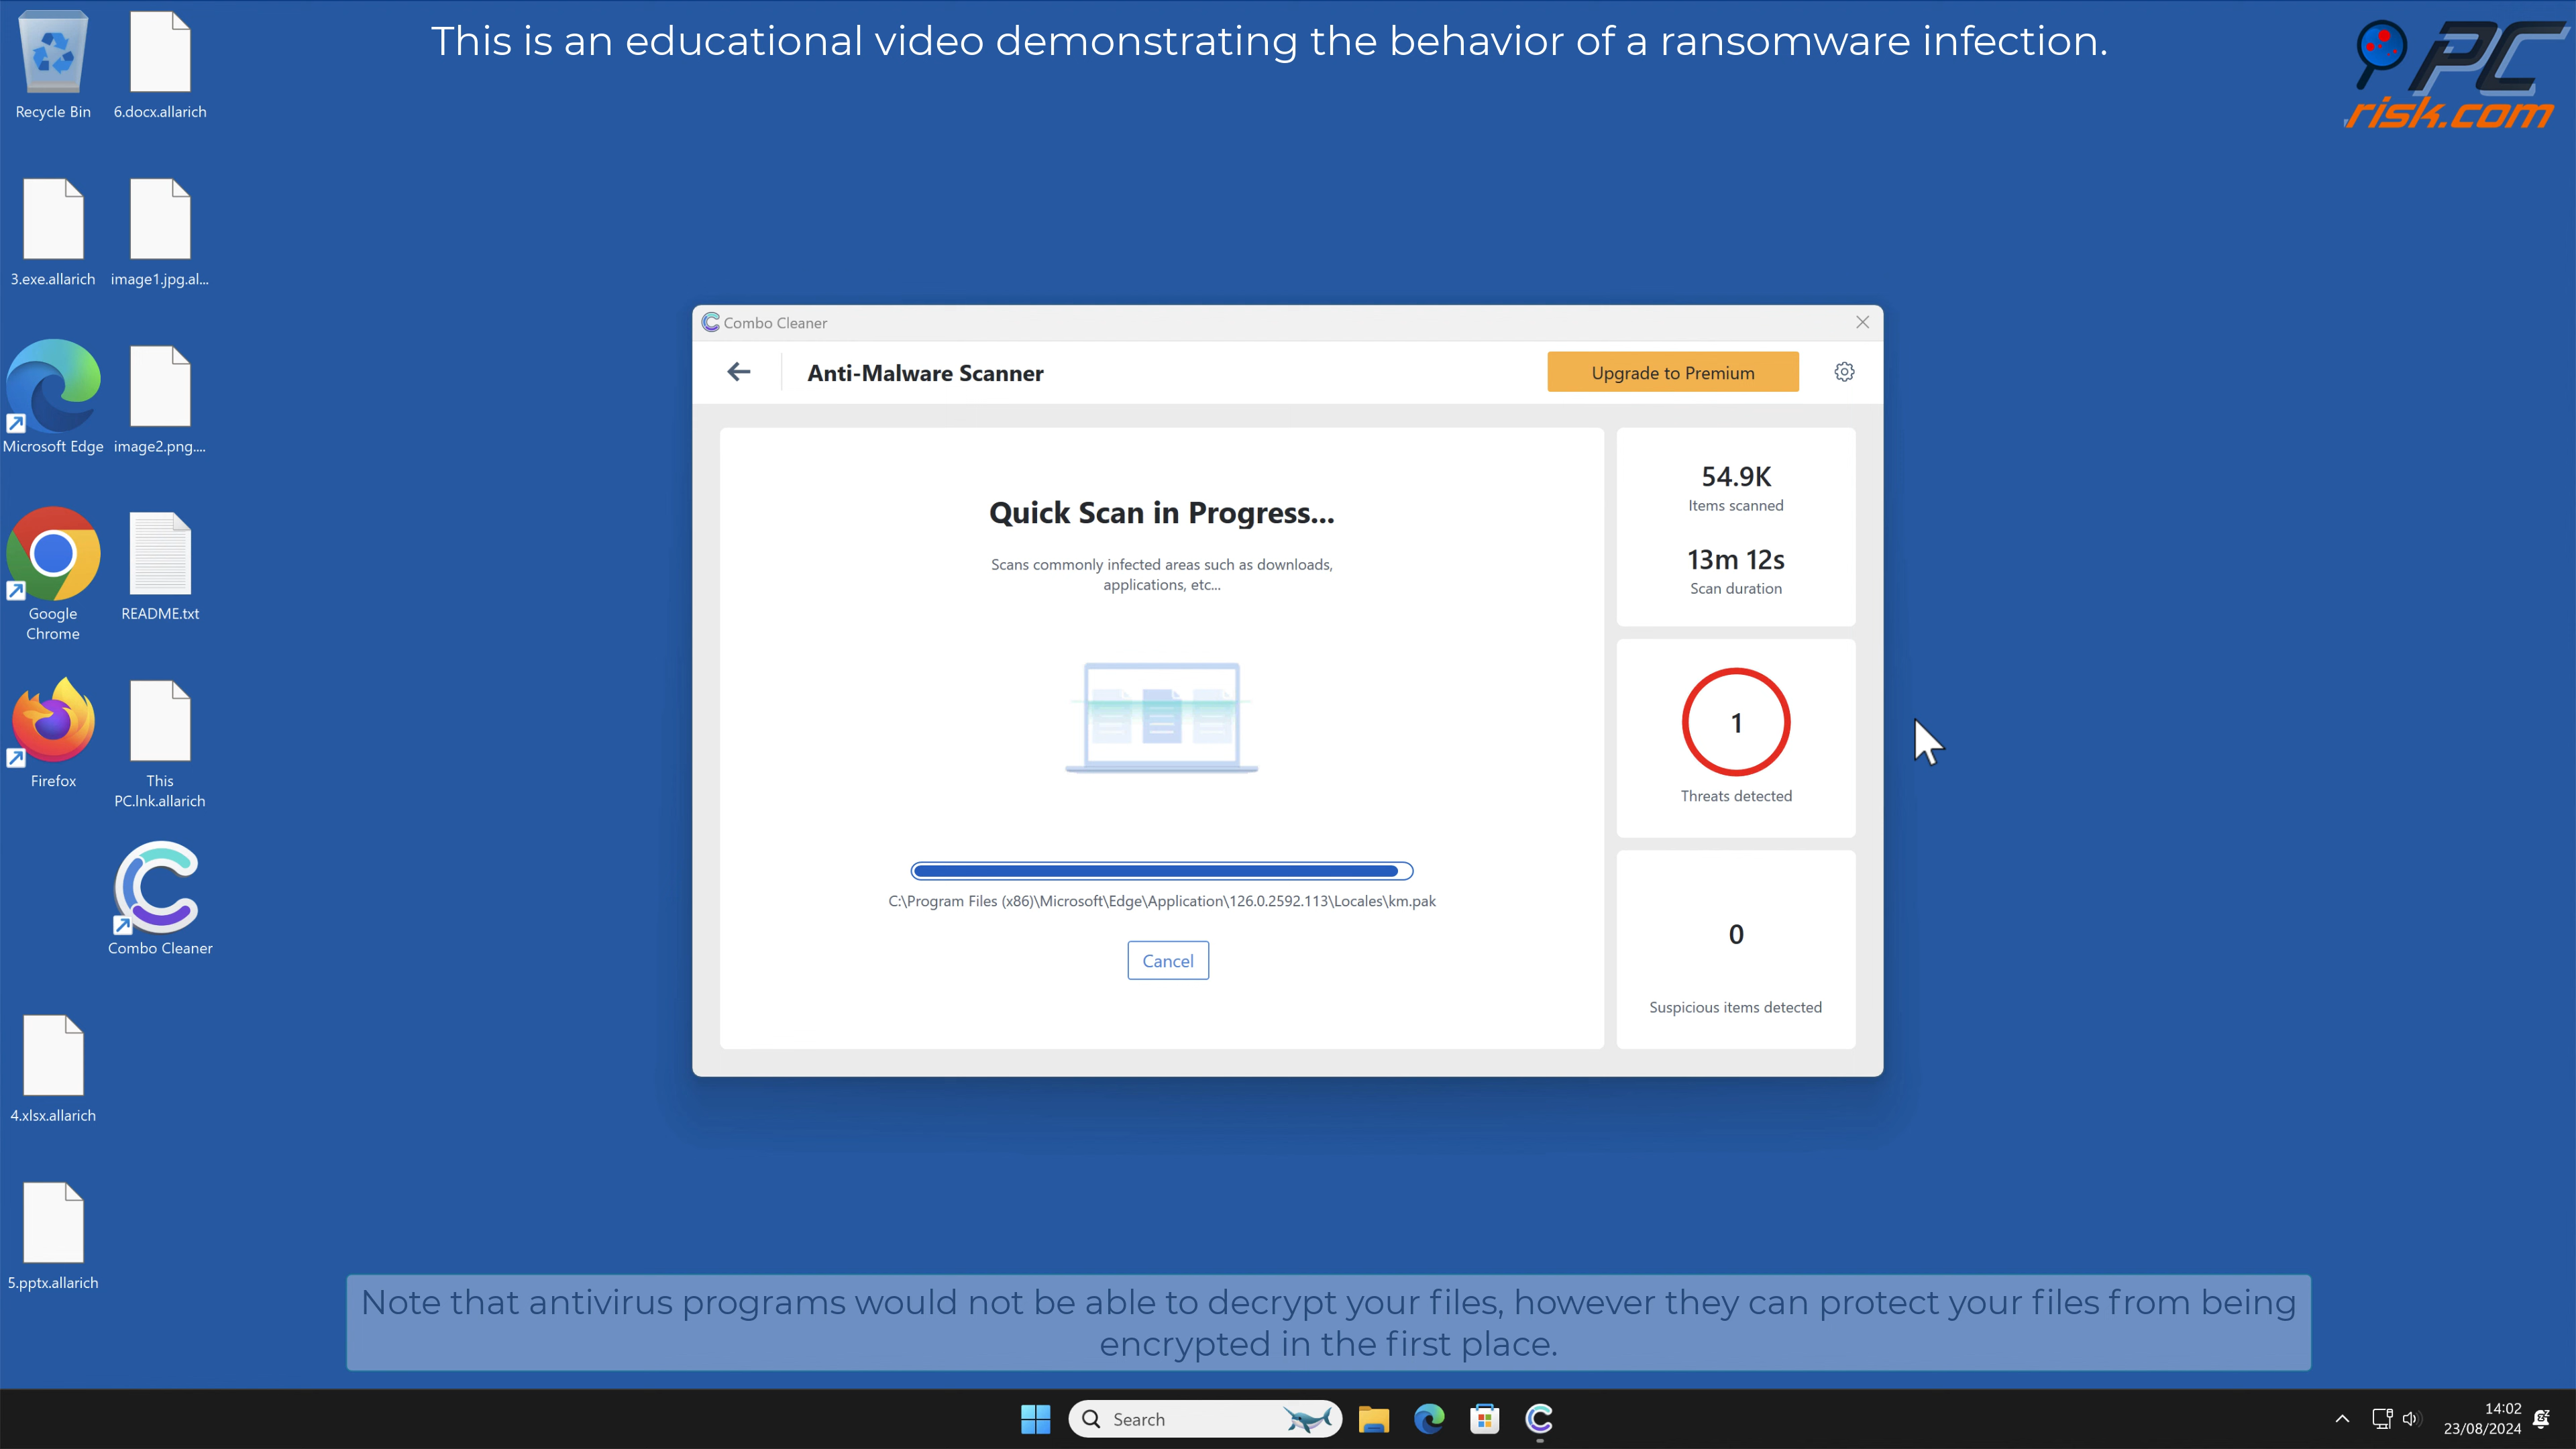 This is an educational video demonstrating the behavior of a ransomware infection.
PC
risk.com
Recycle Bin
6.docx.allarich
3.exe.allarich
image1.jpg.al...
Microsoft Edge
image2.png....
Google
Chrome
README.txt
Firefox
This
PC.lnk.allarich
Combo Cleaner
4.xlsx.allarich
5.pptx.allarich
Combo Cleaner
Anti-Malware Scanner
Upgrade to Premium
Quick Scan in Progress...
Scans commonly infected areas such as downloads,
applications, etc...
C:\Program Files (x86)\Microsoft\Edge\Application\126.0.2592.113\Locales\km.pak
Cancel
54.9K
Items scanned
13m 12s
Scan duration
1
Threats detected
0
Suspicious items detected
Note that antivirus programs would not be able to decrypt your files, however they can protect your files from being
encrypted in the first place.
Search
14:02
23/08/2024